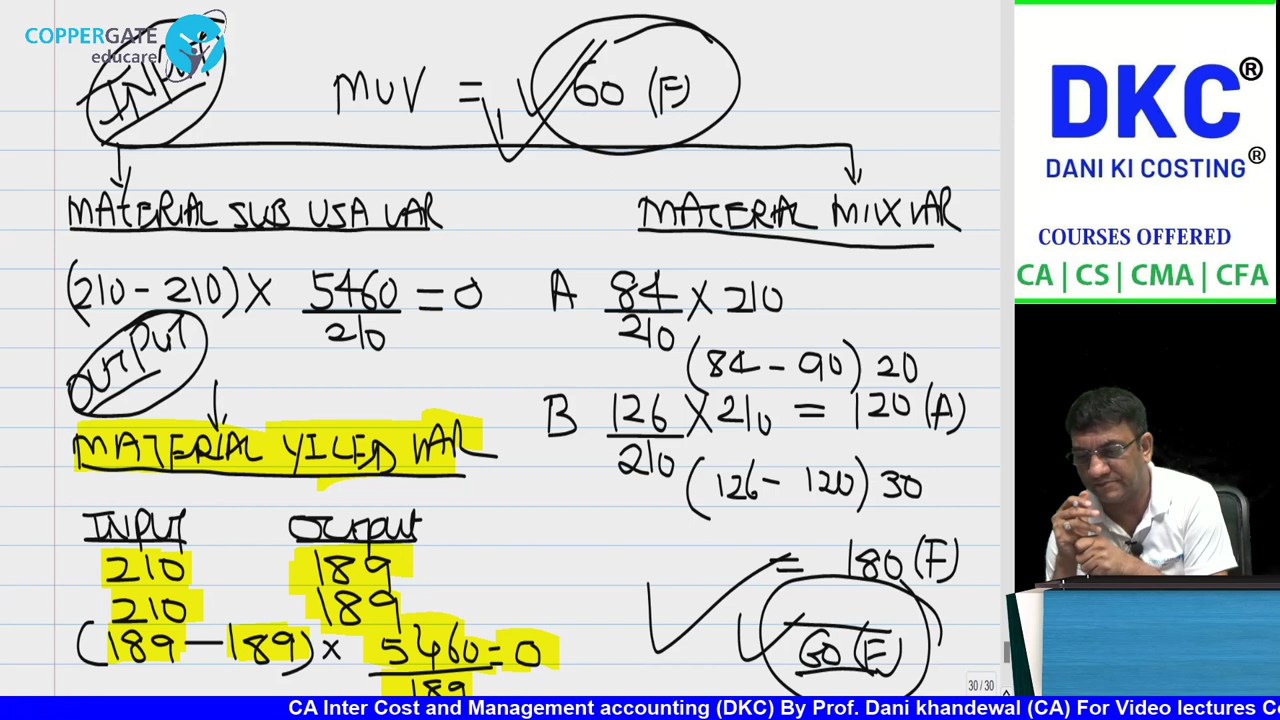 COPPERGATE
educare
INPUT
MUV = 60 (F)
MATERIAL SUB USA VAR
(210 - 210) X 5460 = 0
210
OUTPUT
MATERIAL YILED VAR
INPUT OUTPUT
210 189
210 189
(189 — 189) x 5460 = 0
189
MATERIAL MIX VAR
A 84 X 210
210
(84 - 90) 20
B 126 X 210 = 120 (A)
210
(126 - 120) 30
= 180 (F)
60 (F)
30 / 30
DKC®
DANI KI COSTING®
COURSES OFFERED
CA | CS | CMA | CFA
CA Inter Cost and Management accounting (DKC) By Prof. Dani khandewal (CA) For Video lectures Co